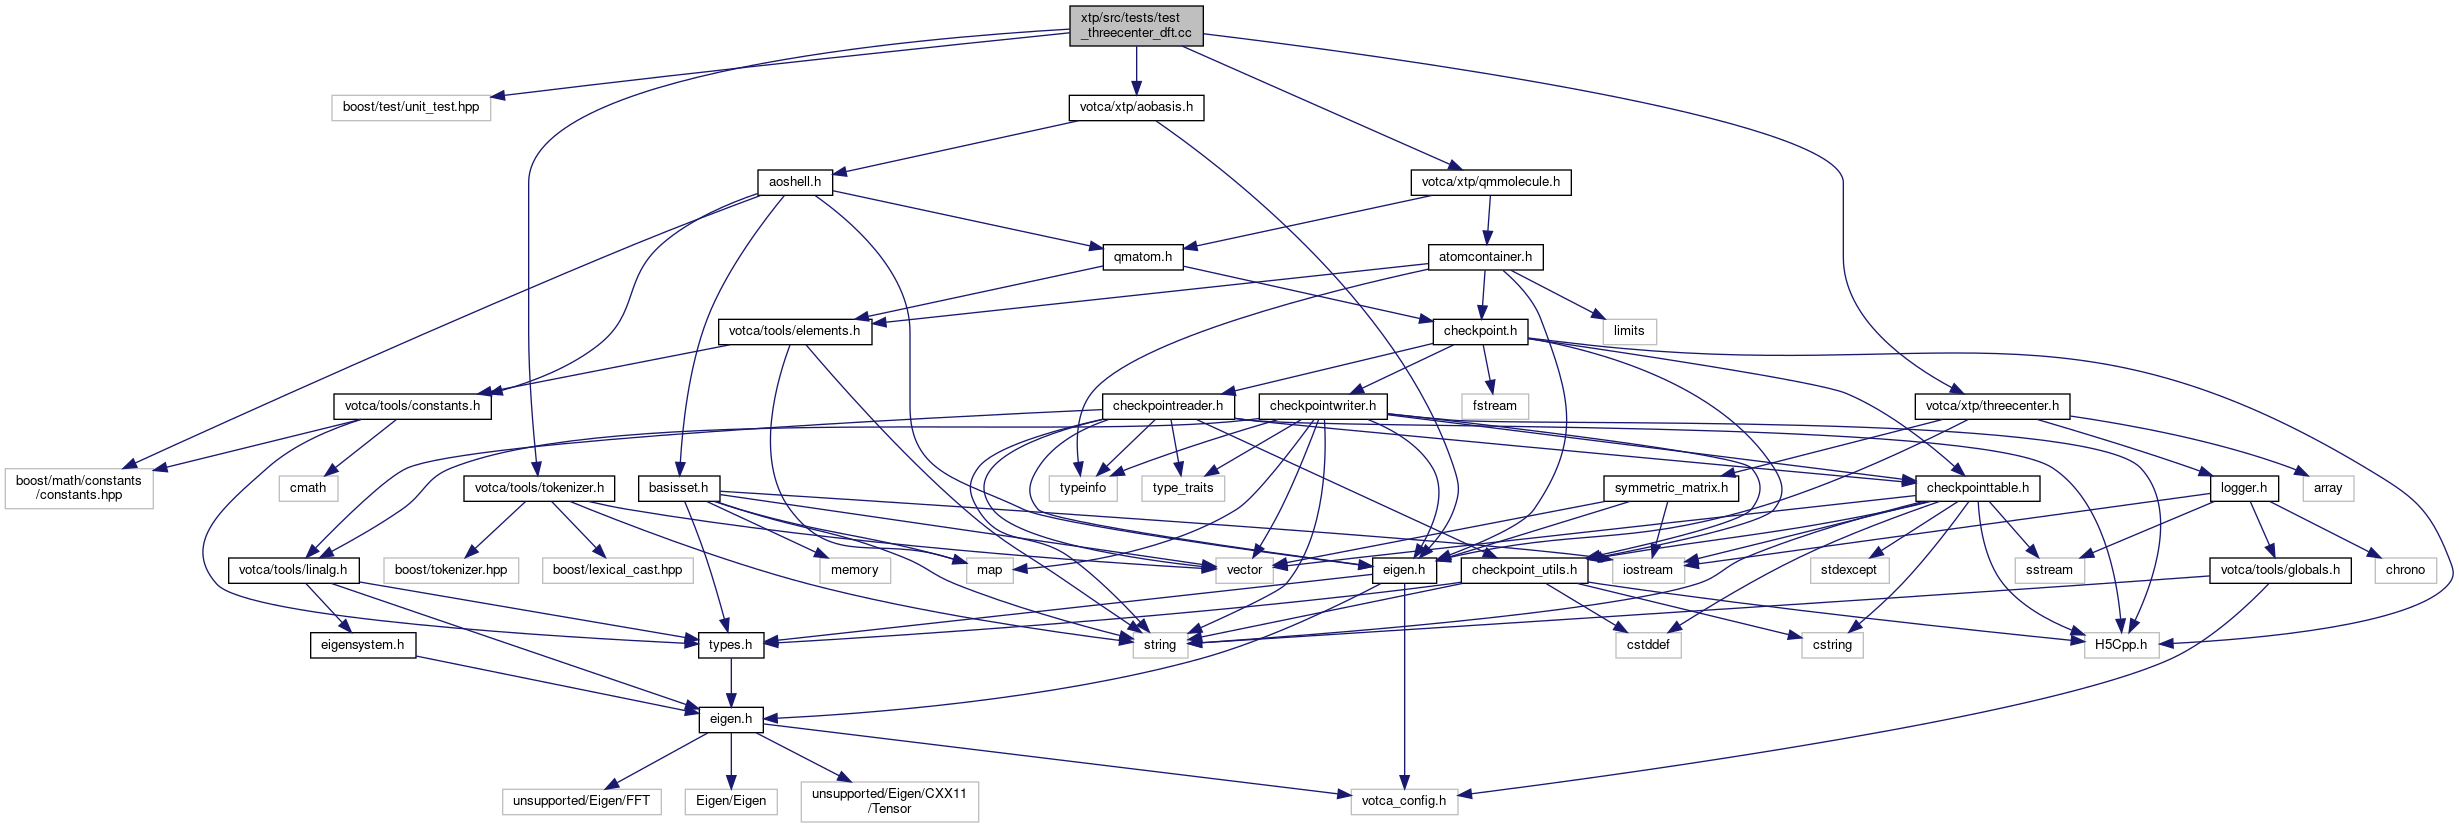 xtp/src/tests/test
_threecenter_dft.cc
boost/test/unit_test.hpp
votca/xtp/aobasis.h
aoshell.h
votca/xtp/qmmolecule.h
qmatom.h
atomcontainer.h
votca/tools/elements.h
checkpoint.h
limits
votca/tools/constants.h
checkpointreader.h
checkpointwriter.h
fstream
votca/xtp/threecenter.h
boost/math/constants
/constants.hpp
cmath
votca/tools/tokenizer.h
basisset.h
typeinfo
type_traits
symmetric_matrix.h
checkpointtable.h
logger.h
array
votca/tools/linalg.h
boost/tokenizer.hpp
boost/lexical_cast.hpp
memory
map
vector
eigen.h
checkpoint_utils.h
iostream
stdexcept
sstream
votca/tools/globals.h
chrono
eigensystem.h
types.h
string
cstddef
cstring
H5Cpp.h
eigen.h
unsupported/Eigen/FFT
Eigen/Eigen
unsupported/Eigen/CXX11
/Tensor
votca_config.h